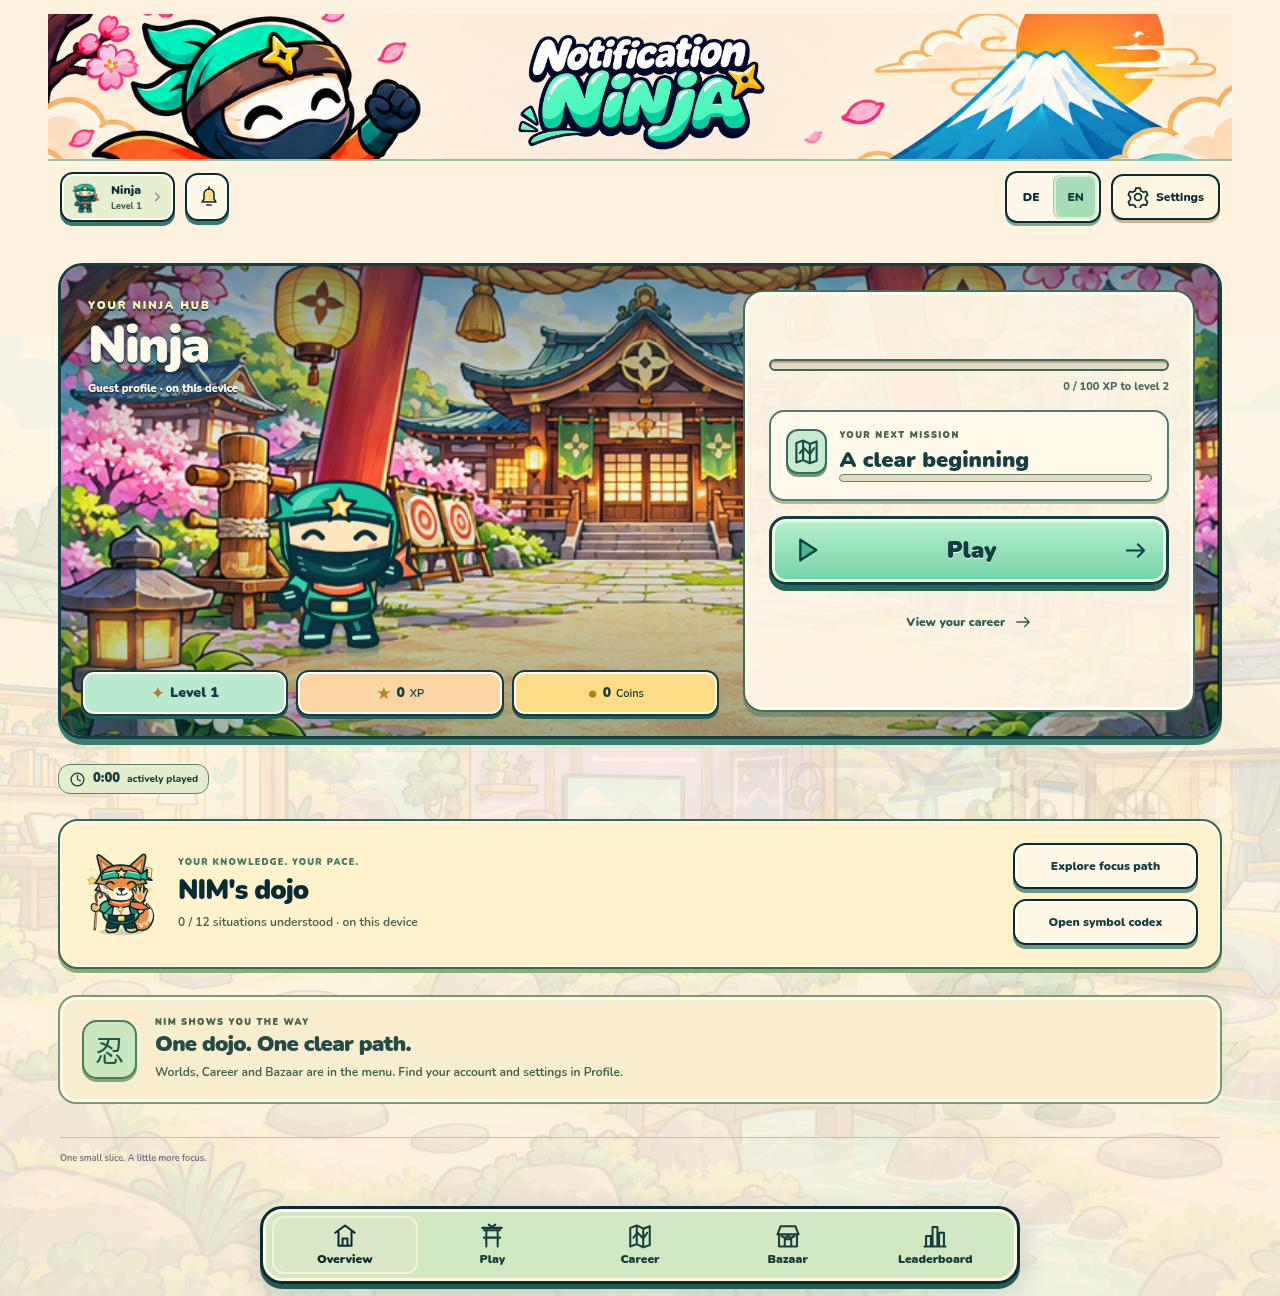 Notification
Ninja
Ninja
Level 1
DE
EN
Settings
YOUR NINJA HUB
Ninja
Guest profile · on this device
0 / 100 XP to level 2
YOUR NEXT MISSION
A clear beginning
Play
View your career
Level 1
0 XP
0 Coins
0:00 actively played
YOUR KNOWLEDGE. YOUR PACE.
NIM's dojo
0 / 12 situations understood · on this device
Explore focus path
Open symbol codex
忍
NIM SHOWS YOU THE WAY
One dojo. One clear path.
Worlds, Career and Bazaar are in the menu. Find your account and settings in Profile.
One small slice. A little more focus.
Overview
Play
Career
Bazaar
Leaderboard